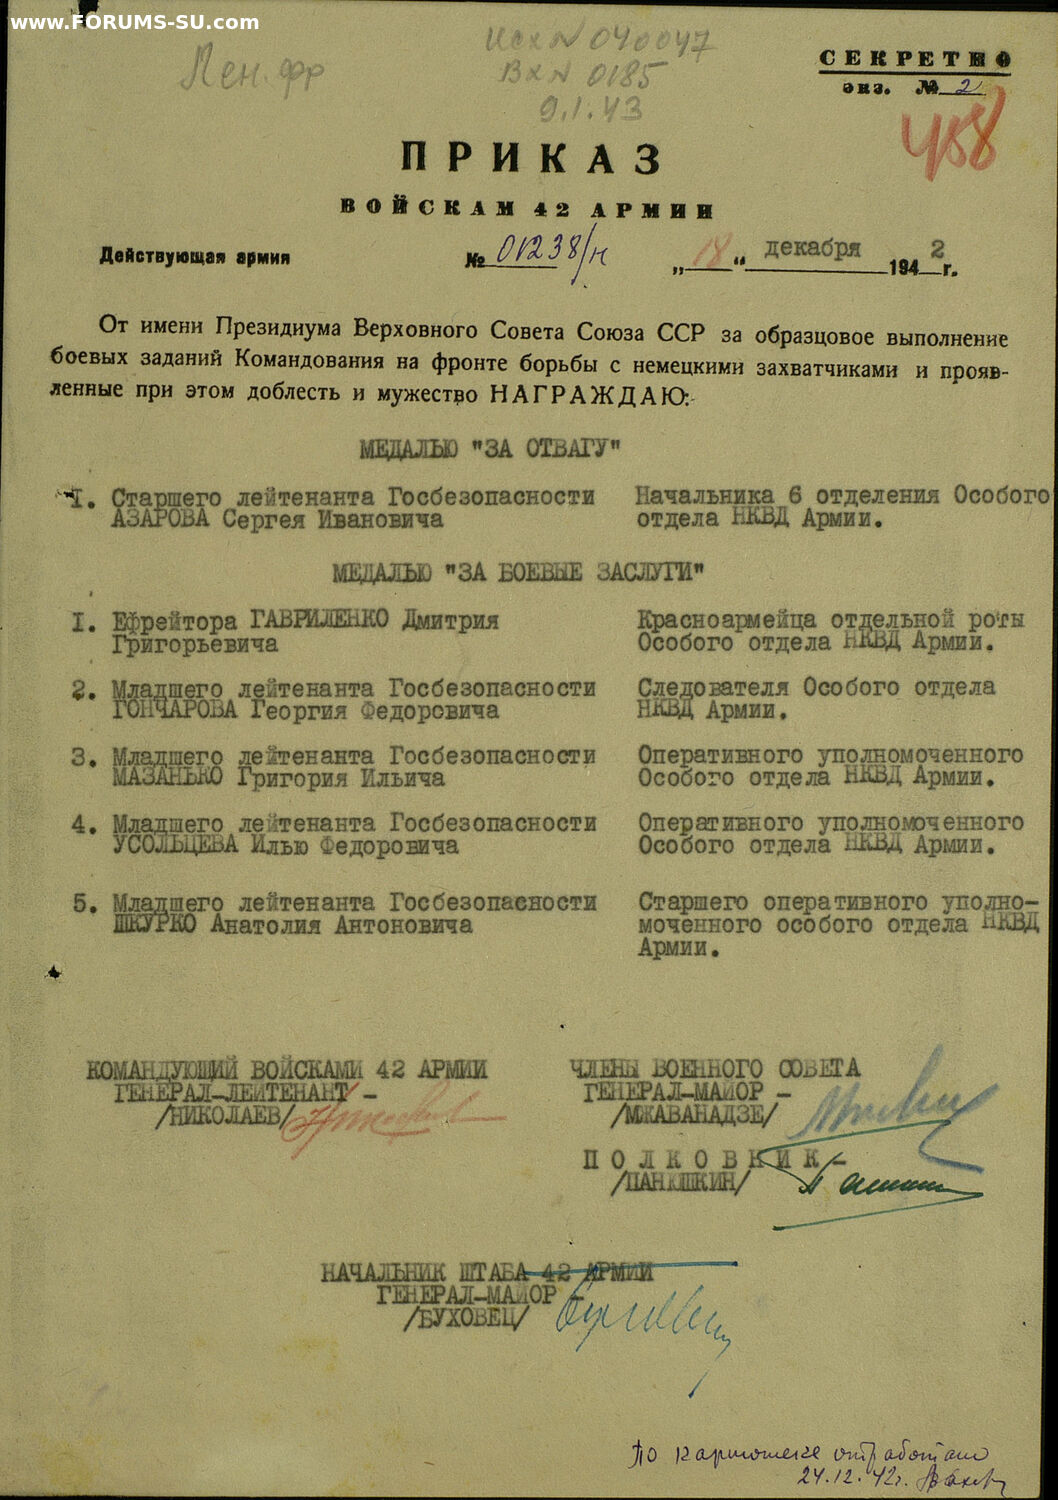 www.FORUMS-SU.com
Лен. фр
Исх N 040047
Вх N 0185
9.1.43
СЕКРЕТНО
экз. № 2
458
ПРИКАЗ
ВОЙСКАМ 42 АРМИИ
Действующая армия № 01238/н „18“ декабря 1942 г.
От имени Президиума Верховного Совета Союза ССР за образцовое выполнение
боевых заданий Командования на фронте борьбы с немецкими захватчиками и прояв-
ленные при этом доблесть и мужество НАГРАЖДАЮ:
МЕДАЛЬЮ "ЗА ОТВАГУ"
I. Старшего лейтенанта Госбезопасности Начальника 6 отделения Особого
АЗАРОВА Сергея Ивановича отдела НКВД Армии.
МЕДАЛЬЮ "ЗА БОЕВЫЕ ЗАСЛУГИ"
I. Ефрейтора ГАВРИЛЕНКО Дмитрия Красноармейца отдельной роты
Григорьевича Особого отдела НКВД Армии.
2. Младшего лейтенанта Госбезопасности Следователя Особого отдела
ГОНЧАРОВА Георгия Федоровича НКВД Армии.
3. Младшего лейтенанта Госбезопасности Оперативного уполномоченного
МАЗАНЬКО Григория Ильича Особого отдела НКВД Армии.
4. Младшего лейтенанта Госбезопасности Оперативного уполномоченного
УСОЛЬЦЕВА Илью Федоровича Особого отдела НКВД Армии.
5. Младшего лейтенанта Госбезопасности Старшего оперативного уполно-
ШКУРКО Анатолия Антоновича моченного особого отдела НКВД
Армии.
КОМАНДУЮЩИЙ ВОЙСКАМИ 42 АРМИИ
ГЕНЕРАЛ-ЛЕЙТЕНАНТ -
/НИКОЛАЕВ/
ЧЛЕНЫ ВОЕННОГО СОВЕТА
ГЕНЕРАЛ-МАЙОР -
/МЖАВАНАДЗЕ/
ПОЛКОВНИК-
/ПАНЮШКИН/
НАЧАЛЬНИК ШТАБА 42 АРМИИ
ГЕНЕРАЛ-МАЙОР -
/БУХОВЕЦ/
По картотеке отработано
24.12.42г.